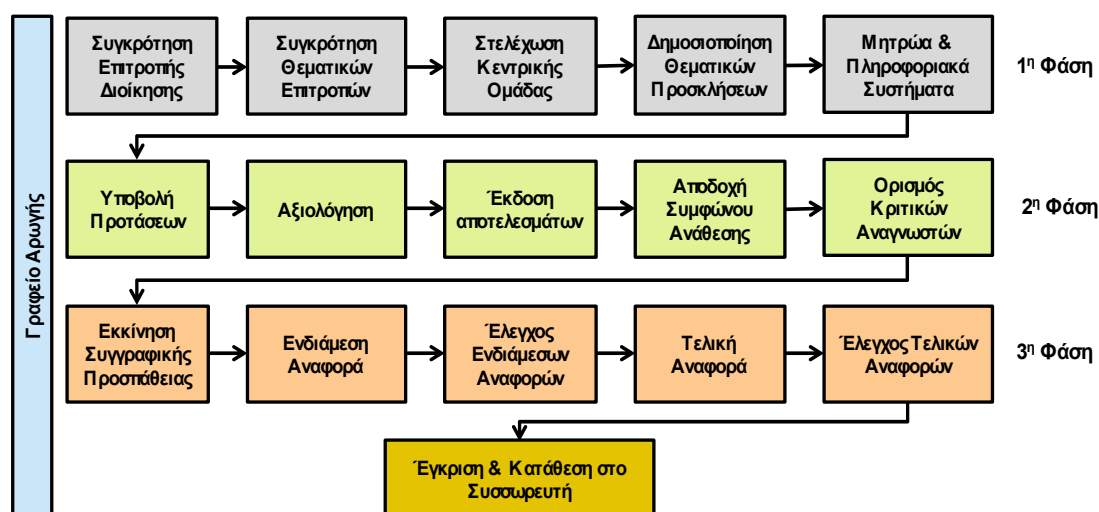 Γραφείο Αρωγής
Συγκρότηση
Επιτροπής
Διοίκησης
Συγκρότηση
Θεματικών
Επιτροπών
Στελέχωση
Κεντρικής
Ομάδας
Δημοσιοποίηση
Θεματικών
Προσκλήσεων
Μητρώα &
Πληροφοριακά
Συστήματα
1η Φάση
Υποβολή
Προτάσεων
Αξιολόγηση
Έκδοση
αποτελεσμάτων
Αποδοχή
Συμφώνου
Ανάθεσης
Ορισμός
Κριτικών
Αναγνωστών
2η Φάση
Εκκίνηση
Συγγραφικής
Προσπάθειας
Ενδιάμεση
Αναφορά
Έλεγχος
Ενδιάμεσων
Αναφορών
Τελική
Αναφορά
Έλεγχος Τελικών
Αναφορών
3η Φάση
Έγκριση & Κατάθεση στο
Συσσωρευτή